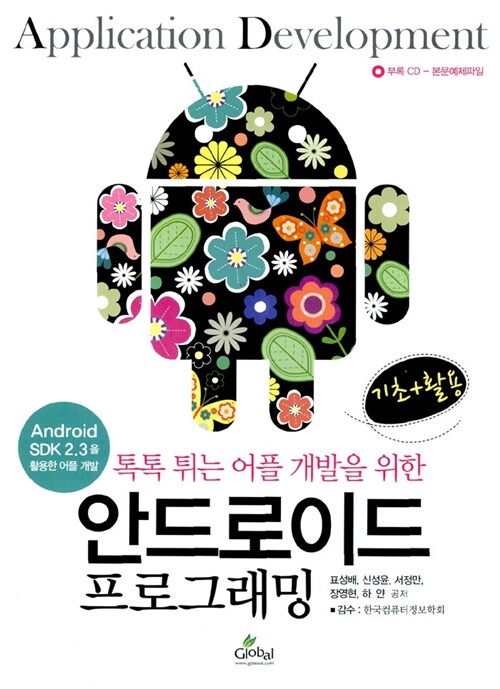 Application Development
부록 CD - 본문예제파일
기초+활용
Android
SDK 2.3을
활용한 어플 개발
톡톡 튀는 어플 개발을 위한
안드로이드
프로그래밍
표성배, 신성윤, 서정만,
장영현, 하 얀 공저
■ 감수 : 한국컴퓨터정보학회
Global